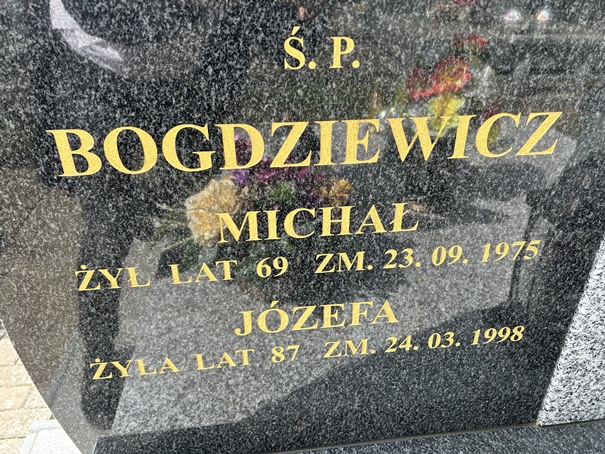 Ś. P.
BOGDZIEWICZ
MICHAŁ
ŻYŁ LAT 69 ZM. 23. 09. 1975
JÓZEFA
ŻYŁA LAT 87 ZM. 24. 03. 1998